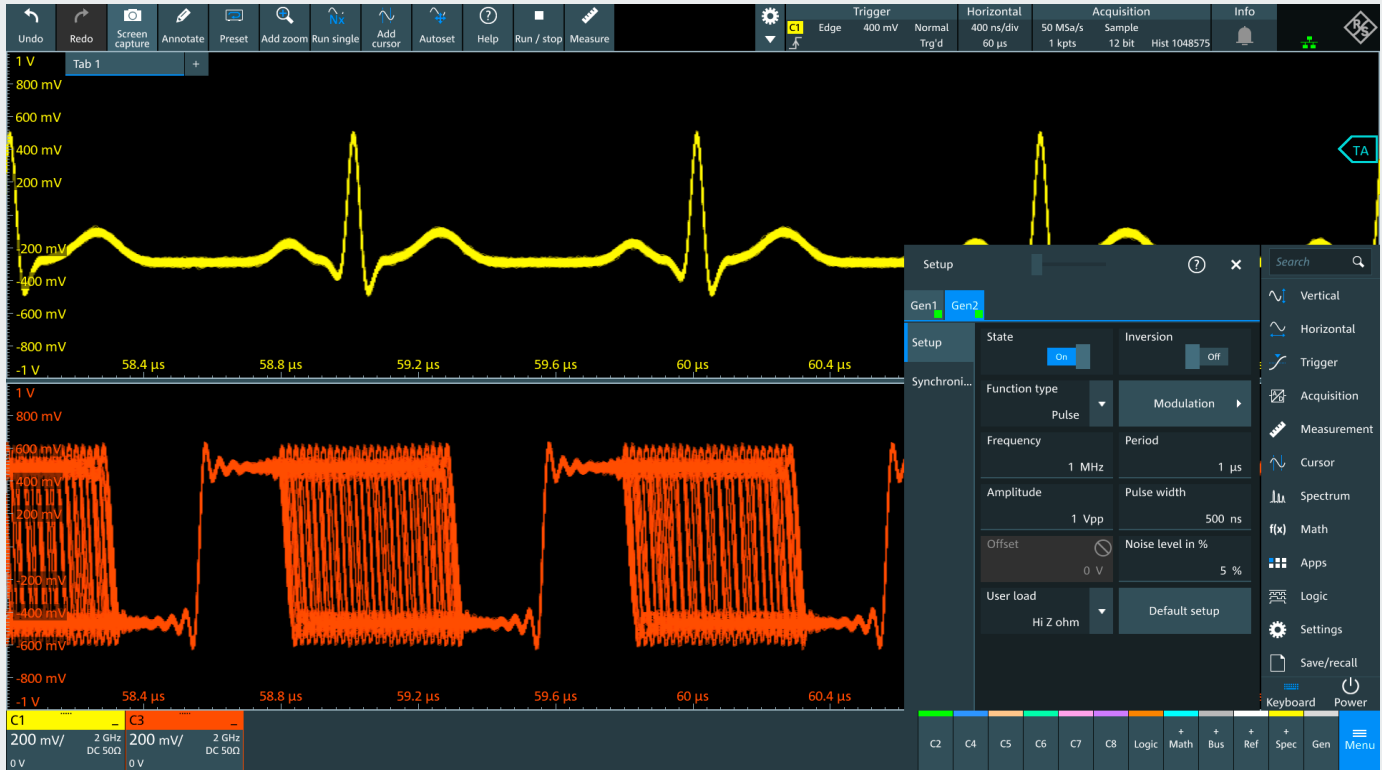 Undo
Redo
Screen capture
Annotate
Preset
Add zoom
Nx
Run single
Add cursor
Autoset
Help
Run / stop
Measure
Trigger
C1 Edge 400 mV Normal
Trg'd
Horizontal
400 ns/div
60 µs
Acquisition
50 MSa/s Sample
1 kpts 12 bit Hist 1048575
Info
R&S
Tab 1 +
1 V
800 mV
600 mV
400 mV
200 mV
-200 mV
-400 mV
-600 mV
-800 mV
-1 V
58.4 µs 58.8 µs 59.2 µs 59.6 µs 60 µs 60.4 µs
TA
1 V
800 mV
600 mV
400 mV
200 mV
-200 mV
-400 mV
-600 mV
-800 mV
-1 V
58.4 µs 58.8 µs 59.2 µs 59.6 µs 60 µs 60.4 µs
Setup
?
×
Gen1 Gen2
Setup
Synchroni...
State
On
Inversion
Off
Function type
Pulse
Modulation
Frequency
1 MHz
Period
1 µs
Amplitude
1 Vpp
Pulse width
500 ns
Offset
0 V
Noise level in %
5 %
User load
Hi Z ohm
Default setup
Search
Vertical
Horizontal
Trigger
Acquisition
Measurement
Cursor
Spectrum
f(x) Math
Apps
Logic
Settings
Save/recall
Keyboard Power
C1
200 mV/ 2 GHz
DC 50Ω
0 V
C3
200 mV/ 2 GHz
DC 50Ω
0 V
C2 C4 C5 C6 C7 C8 Logic + Math + Bus + Ref + Spec Gen Menu